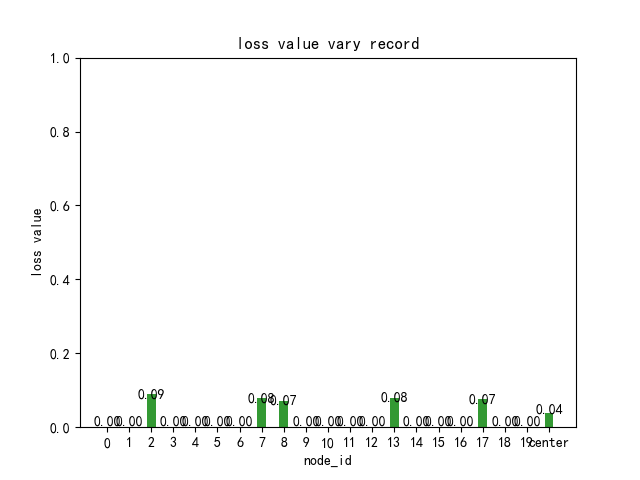 loss value vary record
1.0
0.8
0.6
0.4
0.2
0.0
loss value
0.00 0.00 0.09 0.00 0.00 0.00 0.00 0.08 0.07 0.00 0.00 0.00 0.00 0.08 0.00 0.00 0.00 0.07 0.00 0.00 0.04
0 1 2 3 4 5 6 7 8 9 10 11 12 13 14 15 16 17 18 19 center
node_id